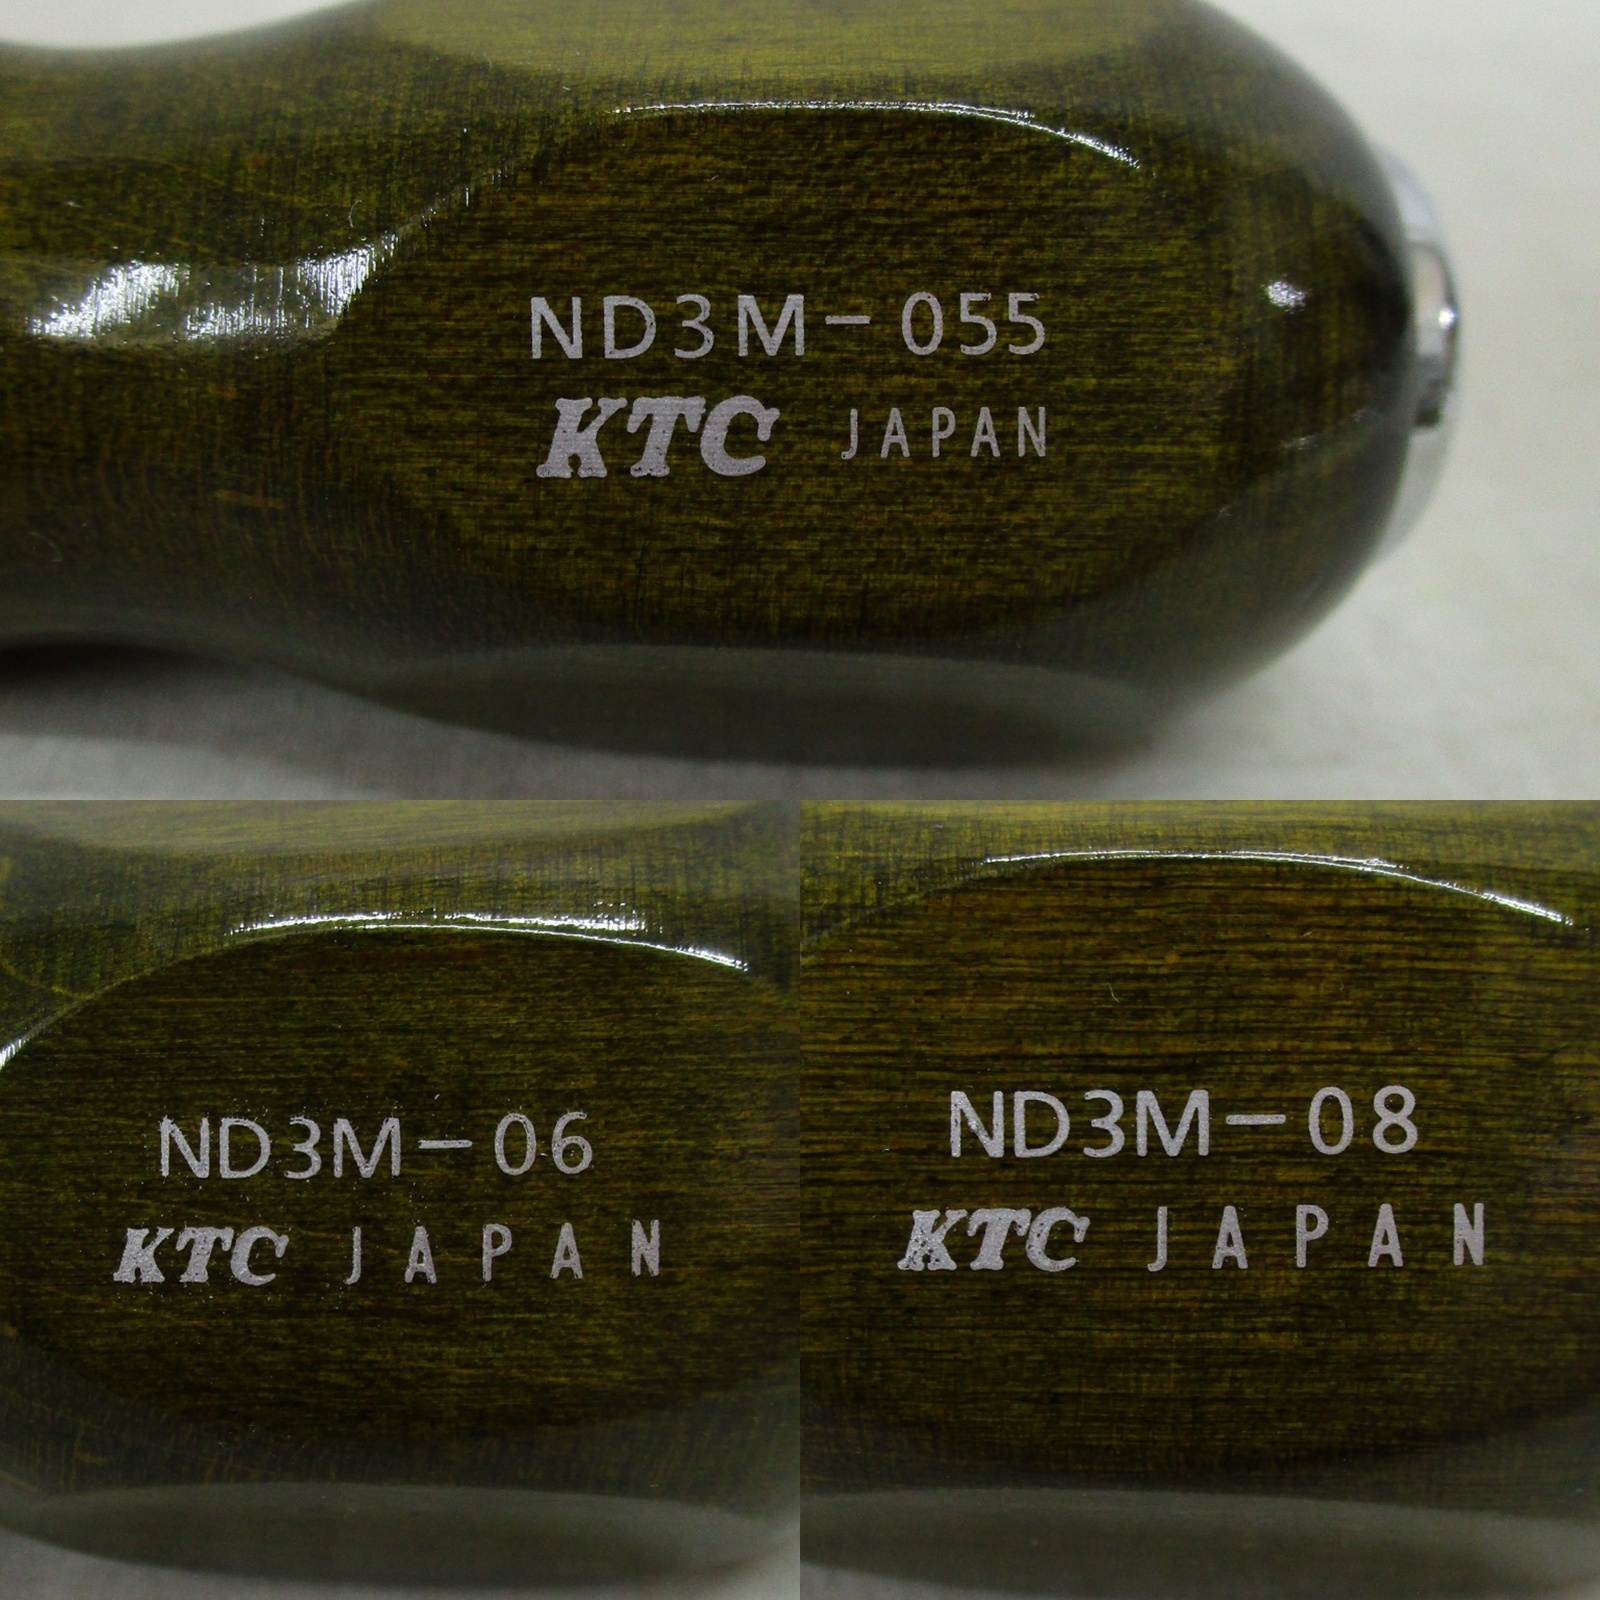 ND3M-055
KTC JAPAN
ND3M-06
KTC JAPAN
ND3M-08
KTC JAPAN